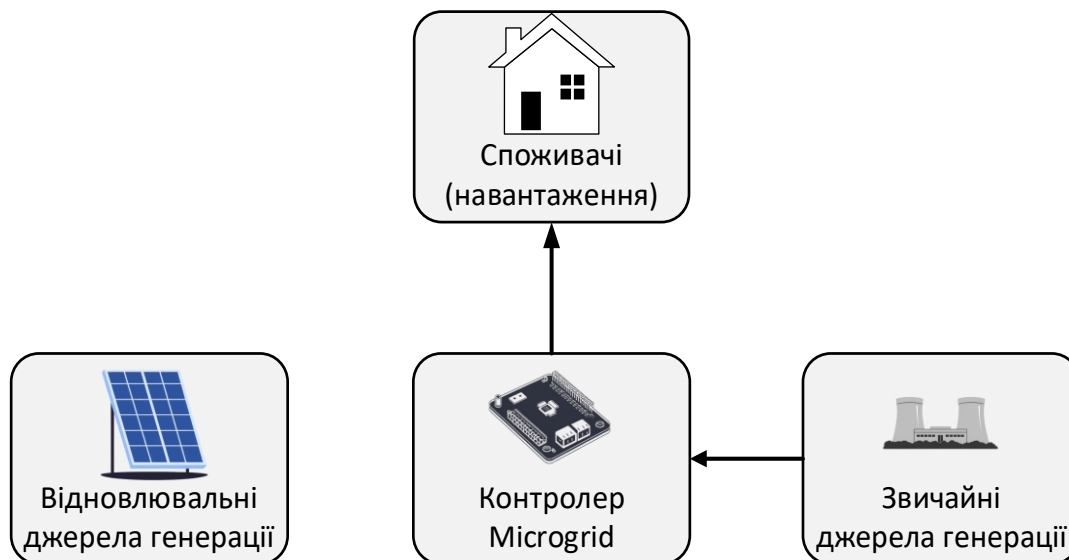 Споживачі
(навантаження)
Відновлювальні
джерела генерації
Контролер
Microgrid
Звичайні
джерела генерації